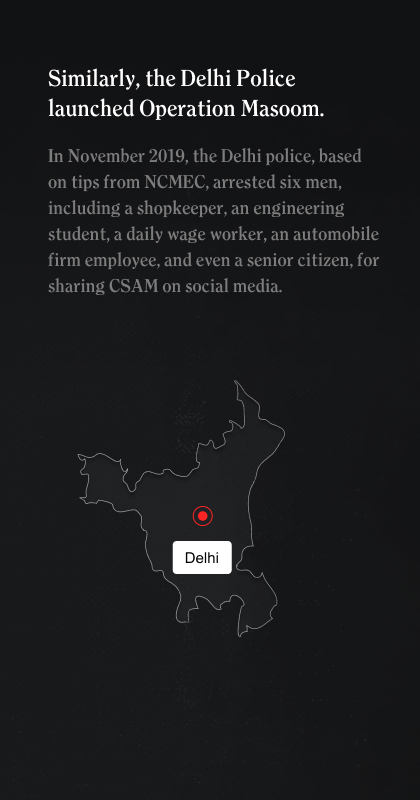 Similarly, the Delhi Police
launched Operation Masoom.
In November 2019, the Delhi police, based
on tips from NCMEC, arrested six men,
including a shopkeeper, an engineering
student, a daily wage worker, an automobile
firm employee, and even a senior citizen, for
sharing CSAM on social media.
Delhi